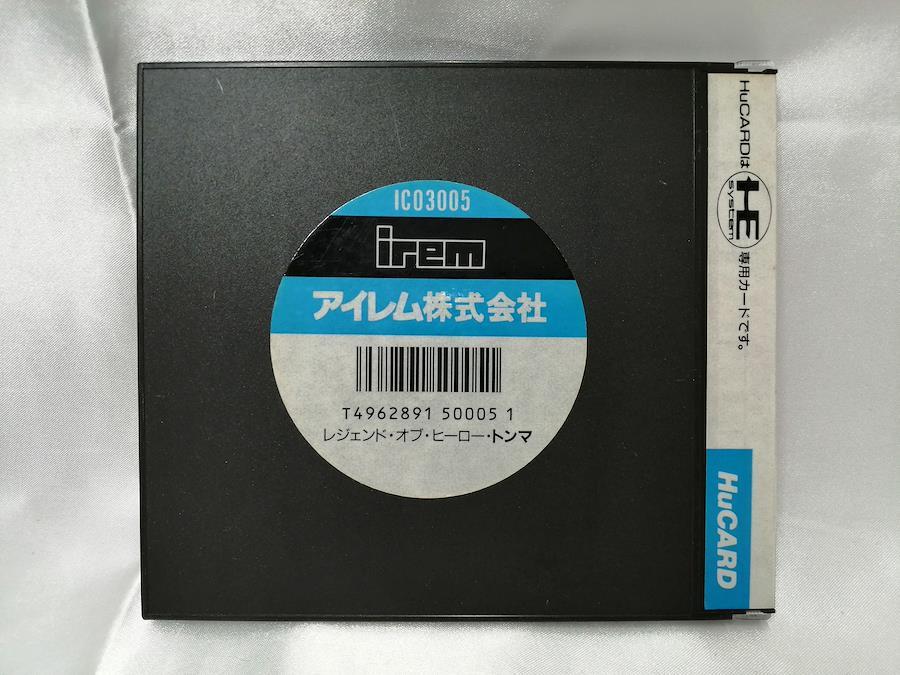 IC03005
irem
アイレム株式会社
T4962891 50005 1
レジェンド・オブ・ヒーロー・トンマ
HuCARDは HE system 専用カードです。
HuCARD